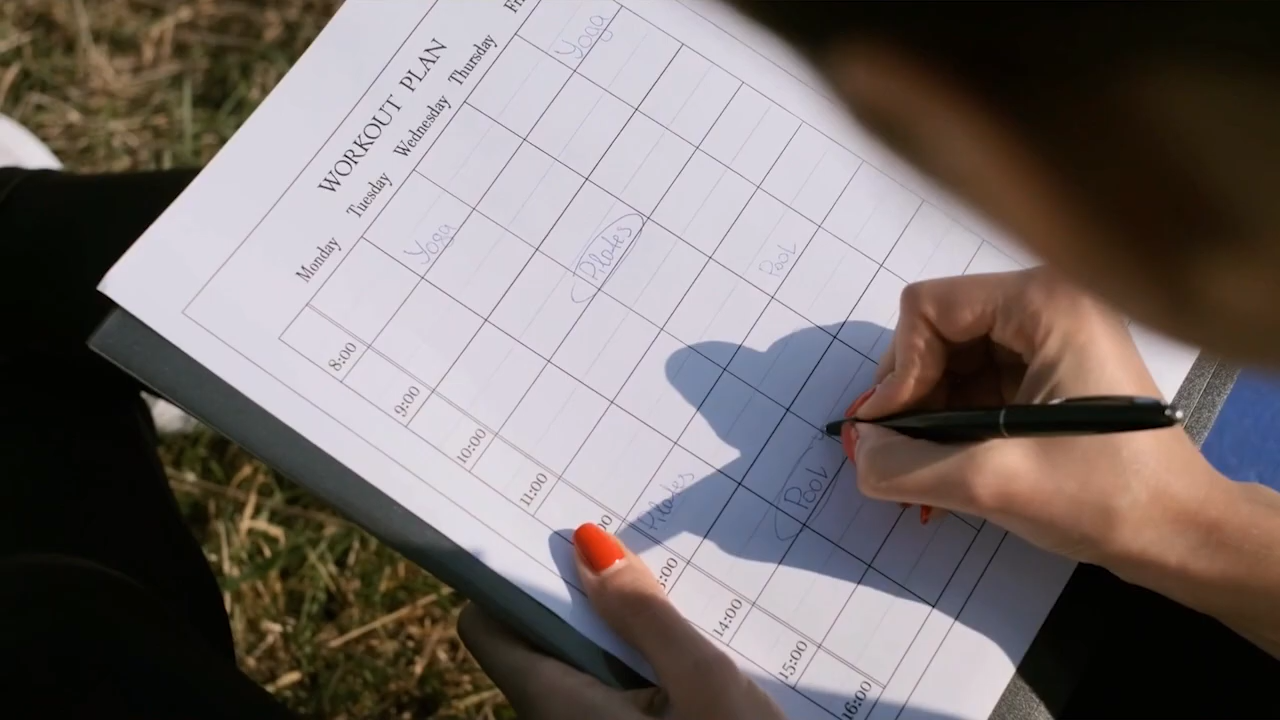 WORKOUT PLAN
Monday Tuesday Wednesday Thursday
8:00 Yoga Yoga
9:00
10:00 Pilates
11:00
Pilates Pool
14:00 Pool
15:00
16:00